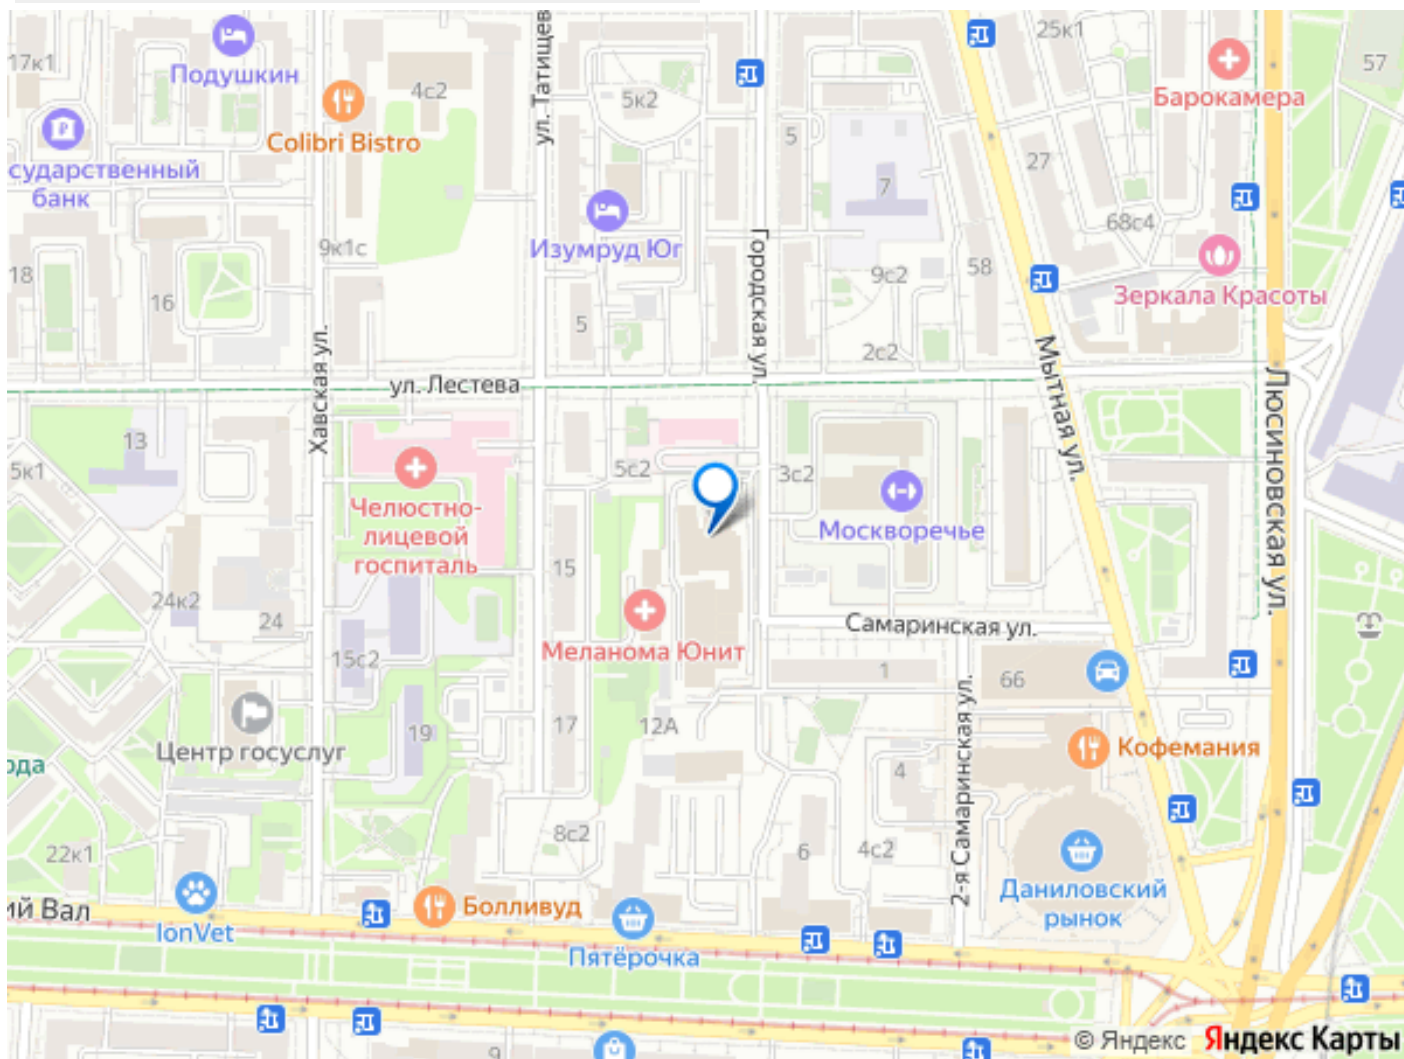 17к1
Подушкин
4с2
Colibri Bistro
сударственный
банк
ул. Татищев
5к2
5
25к1
Барокамера
57
27
7
68с4
Изумруд Юг
Городская ул.
9к1с
18
16
9с2
58
Зеркала Красоты
5
2с2
Хавская ул.
ул. Лестева
Мытная ул.
Люсиновская ул.
13
5к1
5с2
3с2
Челюстно-
лицевой
госпиталь
Москворечье
15
24к2
24
Меланома Юнит
Самаринская ул.
15с2
1
66
2-я Самаринская ул.
17
12А
19
Центр госуслуг
Кофемания
ода
4
8с2
22к1
6
4с2
Даниловский
рынок
ий Вал
IonVet
Болливуд
Пятёрочка
9
© Яндекс Яндекс Карты